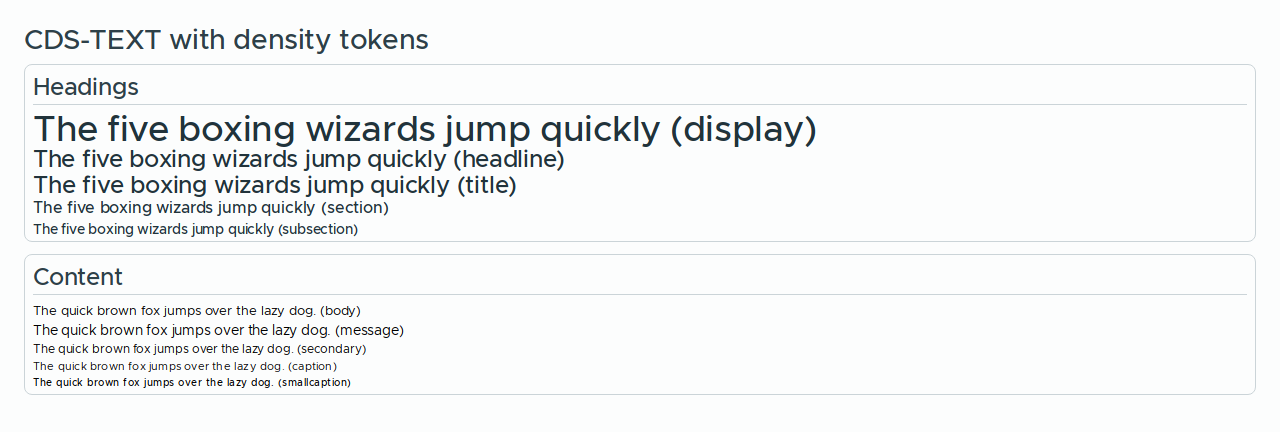 CDS-TEXT with density tokens
Headings
The five boxing wizards jump quickly (display)
The five boxing wizards jump quickly (headline)
The five boxing wizards jump quickly (title)
The five boxing wizards jump quickly (section)
The five boxing wizards jump quickly (subsection)
Content
The quick brown fox jumps over the lazy dog. (body)
The quick brown fox jumps over the lazy dog. (message)
The quick brown fox jumps over the lazy dog. (secondary)
The quick brown fox jumps over the lazy dog. (caption)
The quick brown fox jumps over the lazy dog. (smallcaption)